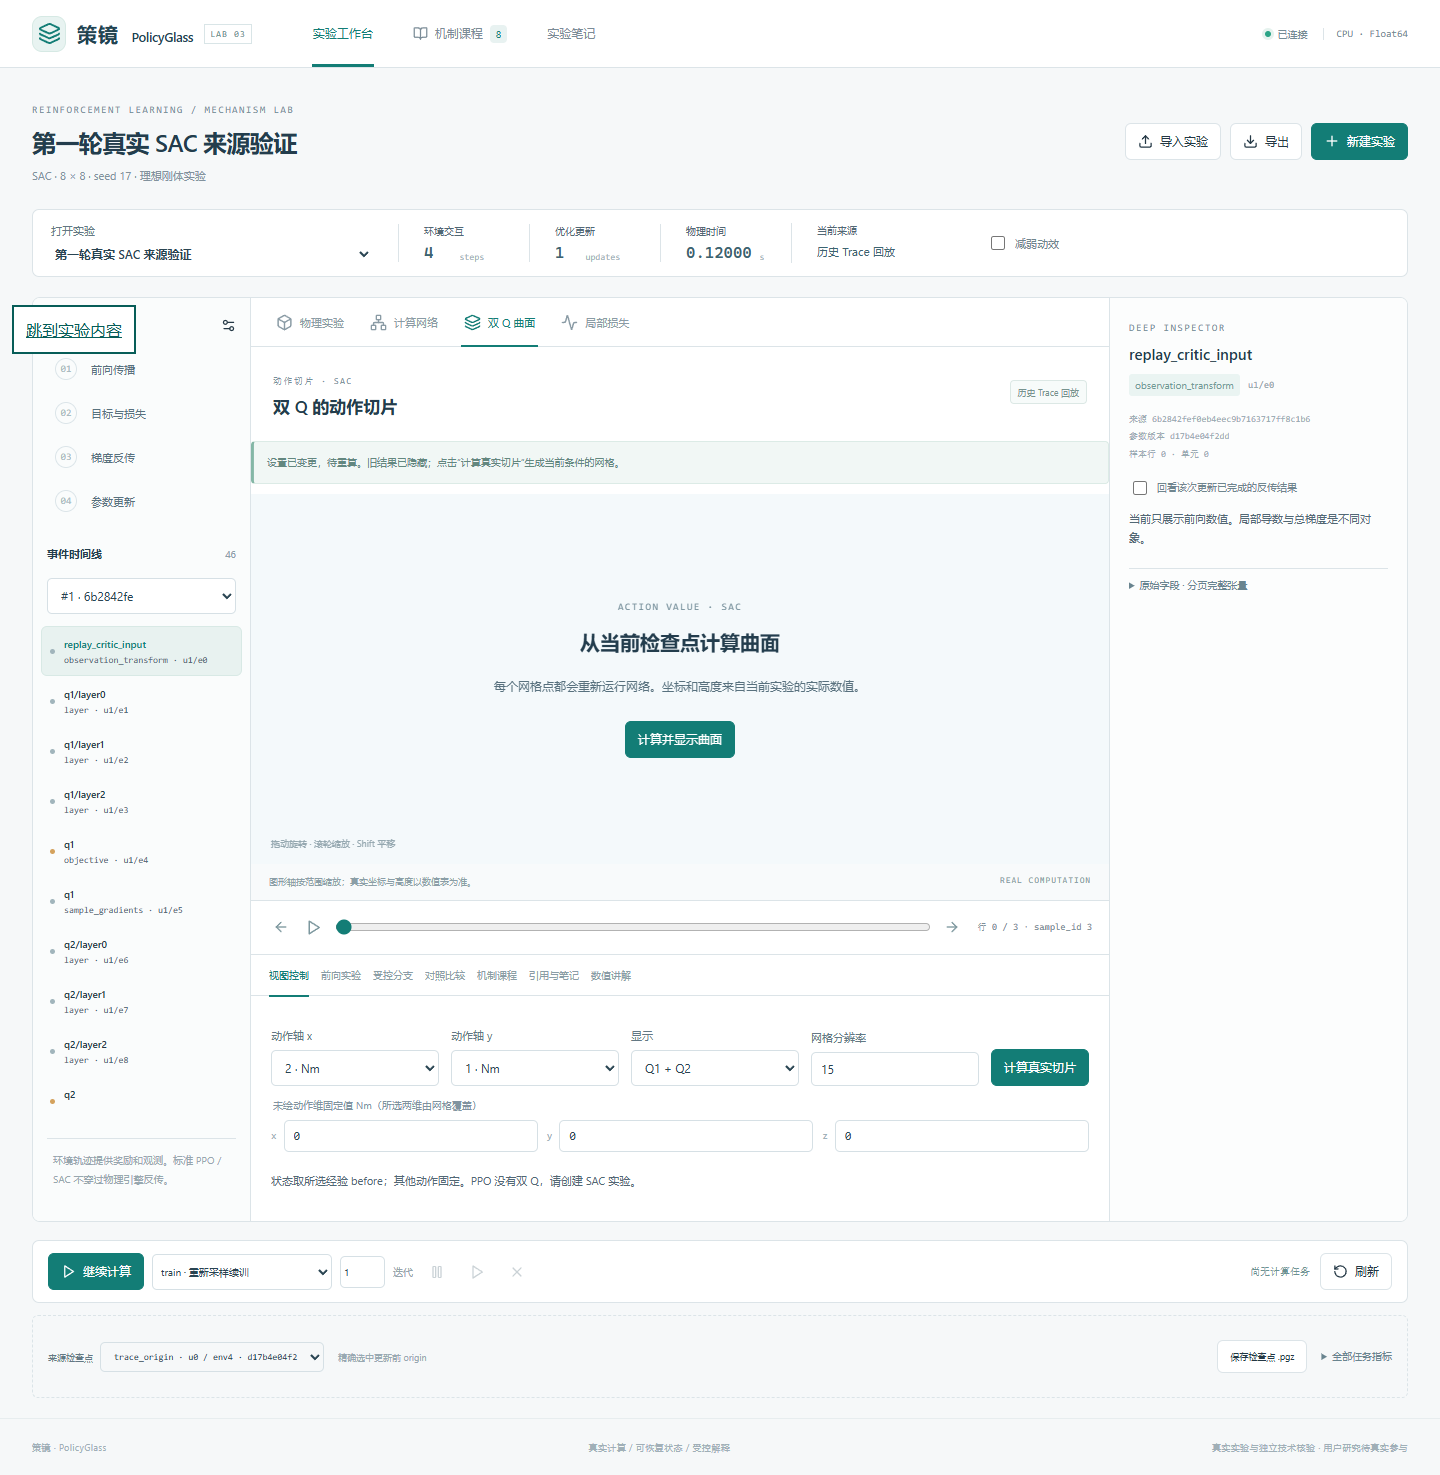 策镜 PolicyGlass LAB 03
实验工作台
机制课程 8
实验笔记
已连接
CPU · Float64
REINFORCEMENT LEARNING / MECHANISM LAB
第一轮真实 SAC 来源验证
SAC · 8 × 8 · seed 17 · 理想刚体实验
导入实验
导出
新建实验
打开实验
第一轮真实 SAC 来源验证
环境交互
4 steps
优化更新
1 updates
物理时间
0.12000 s
当前来源
历史 Trace 回放
减弱动效
跳到实验内容
01 前向传播
02 目标与损失
03 梯度反传
04 参数更新
事件时间线 46
#1 · 6b2842fe
replay_critic_input
observation_transform · u1/e0
q1/layer0
layer · u1/e1
q1/layer1
layer · u1/e2
q1/layer2
layer · u1/e3
q1
objective · u1/e4
q1
sample_gradients · u1/e5
q2/layer0
layer · u1/e6
q2/layer1
layer · u1/e7
q2/layer2
layer · u1/e8
q2
环境轨迹提供奖励和观测。标准 PPO /
SAC 不穿过物理引擎反传。
物理实验
计算网络
双 Q 曲面
局部损失
动作切片 · SAC
双 Q 的动作切片
历史 Trace 回放
设置已变更，待重算。旧结果已隐藏；点击“计算真实切片”生成当前条件的网格。
ACTION VALUE · SAC
从当前检查点计算曲面
每个网格点都会重新运行网络。坐标和高度来自当前实验的实际数值。
计算并显示曲面
拖动旋转 · 滚轮缩放 · Shift 平移
图形轴按范围缩放；真实坐标与高度以数值表为准。
REAL COMPUTATION
行 0 / 3 · sample_id 3
视图控制
前向实验
受控分支
对照比较
机制课程
引用与笔记
数值讲解
动作轴 x
2 · Nm
动作轴 y
1 · Nm
显示
Q1 + Q2
网格分辨率
15
计算真实切片
未绘动作维固定值 Nm（所选两维由网格覆盖）
x 0
y 0
z 0
状态取所选经验 before；其他动作固定。PPO 没有双 Q，请创建 SAC 实验。
DEEP INSPECTOR
replay_critic_input
observation_transform u1/e0
来源 6b2842fef0eb4eec9b7163717ff8c1b6
参数版本 d17b4e04f2dd
样本行 0 · 单元 0
回看该次更新已完成的反传结果
当前只展示前向数值。局部导数与总梯度是不同对
象。
原始字段 · 分页完整张量
继续计算
train · 重新采样续训
1
迭代
尚无计算任务
刷新
来源检查点
trace_origin · u0 / env4 · d17b4e04f2
精确选中更新前 origin
保存检查点 .pgz
全部任务指标
策镜 · PolicyGlass
真实计算 / 可恢复状态 / 受控解释
真实实验与独立技术核验 · 用户研究待真实参与